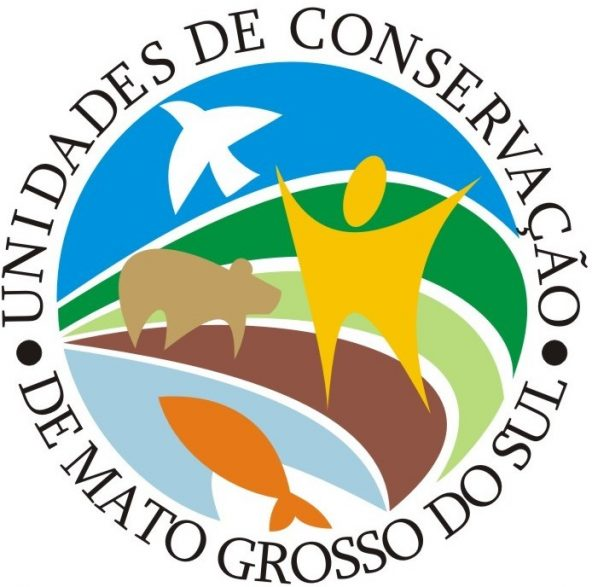 UNIDADES DE CONSERVAÇÃO
DE MATO GROSSO DO SUL